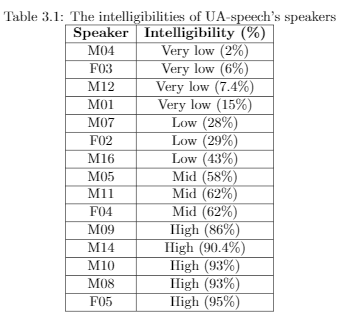 Table 3.1: The intelligibilities of UA-speech's speakers
Speaker Intelligibility (%)
M04 Very low (2%)
F03 Very low (6%)
M12 Very low (7.4%)
M01 Very low (15%)
M07 Low (28%)
F02 Low (29%)
M16 Low (43%)
M05 Mid (58%)
M11 Mid (62%)
F04 Mid (62%)
M09 High (86%)
M14 High (90.4%)
M10 High (93%)
M08 High (93%)
F05 High (95%)